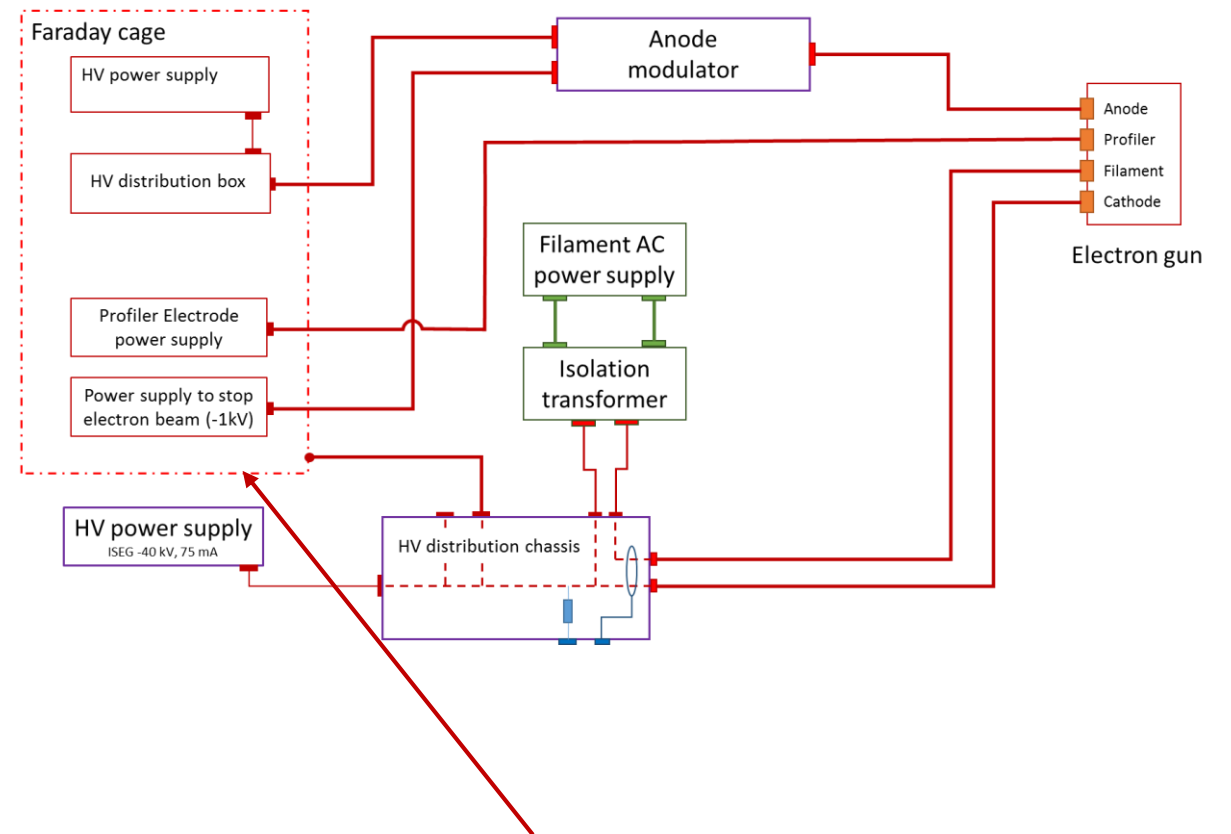 Faraday cage
HV power supply
HV distribution box
Profiler Electrode
power supply
Power supply to stop
electron beam (-1kV)
HV power supply
ISEG -40 kV, 75 mA
Anode
modulator
Filament AC
power supply
Isolation
transformer
HV distribution chassis
Anode
Profiler
Filament
Cathode
Electron gun